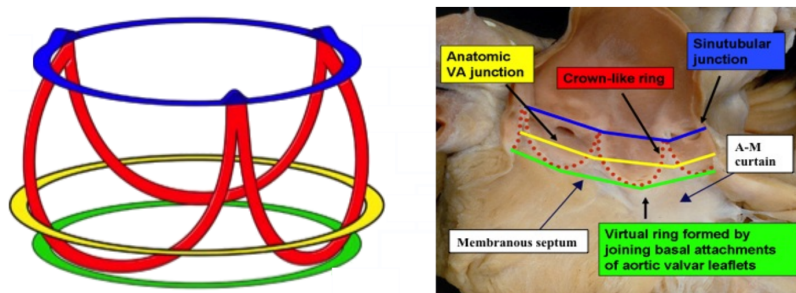 Anatomic
VA junction
Sinutubular
junction
Crown-like ring
A-M
curtain
Membranous septum
Virtual ring formed by
joining basal attachments
of aortic valvar leaflets